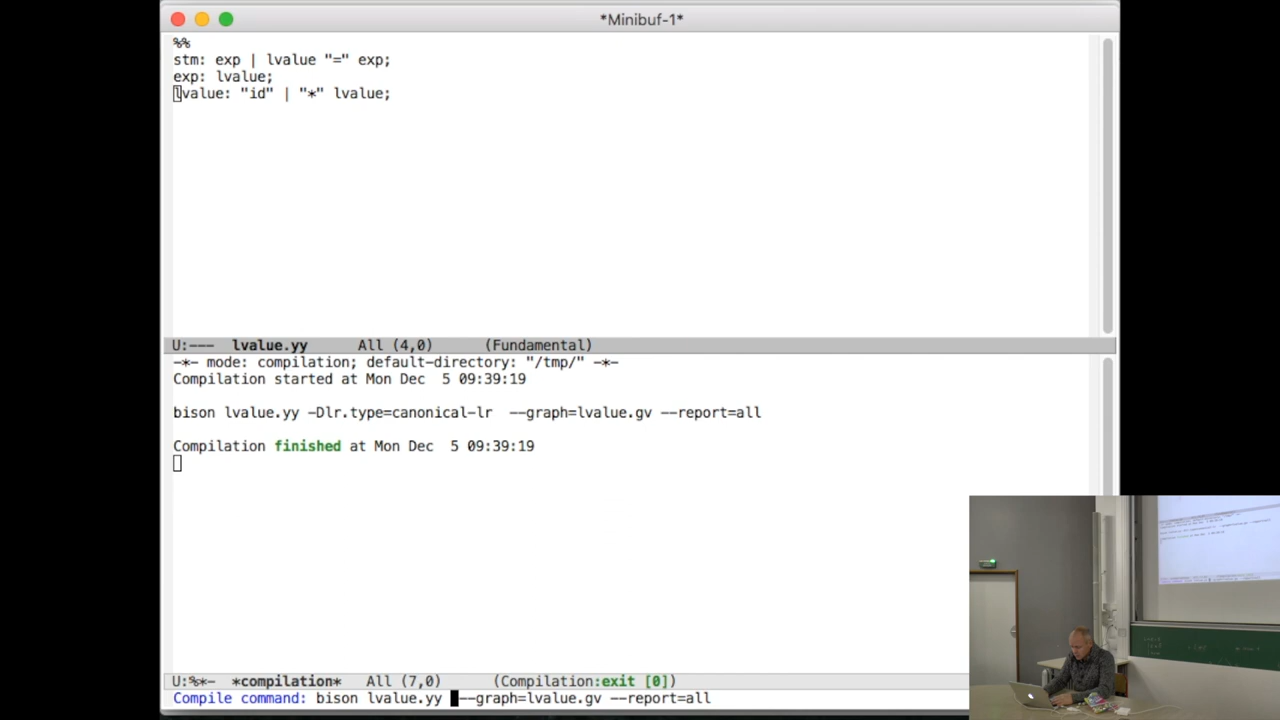 *Minibuf-1*
%%
stm: exp | lvalue "=" exp;
exp: lvalue;
lvalue: "id" | "*" lvalue;
U:--- lvalue.yy All (4,0) (Fundamental)
-*- mode: compilation; default-directory: "/tmp/" -*-
Compilation started at Mon Dec 5 09:39:19
bison lvalue.yy -Dlr.type=canonical-lr --graph=lvalue.gv --report=all
Compilation finished at Mon Dec 5 09:39:19
U:%*- *compilation* All (7,0) (Compilation:exit [0])
Compile command: bison lvalue.yy --graph=lvalue.gv --report=all